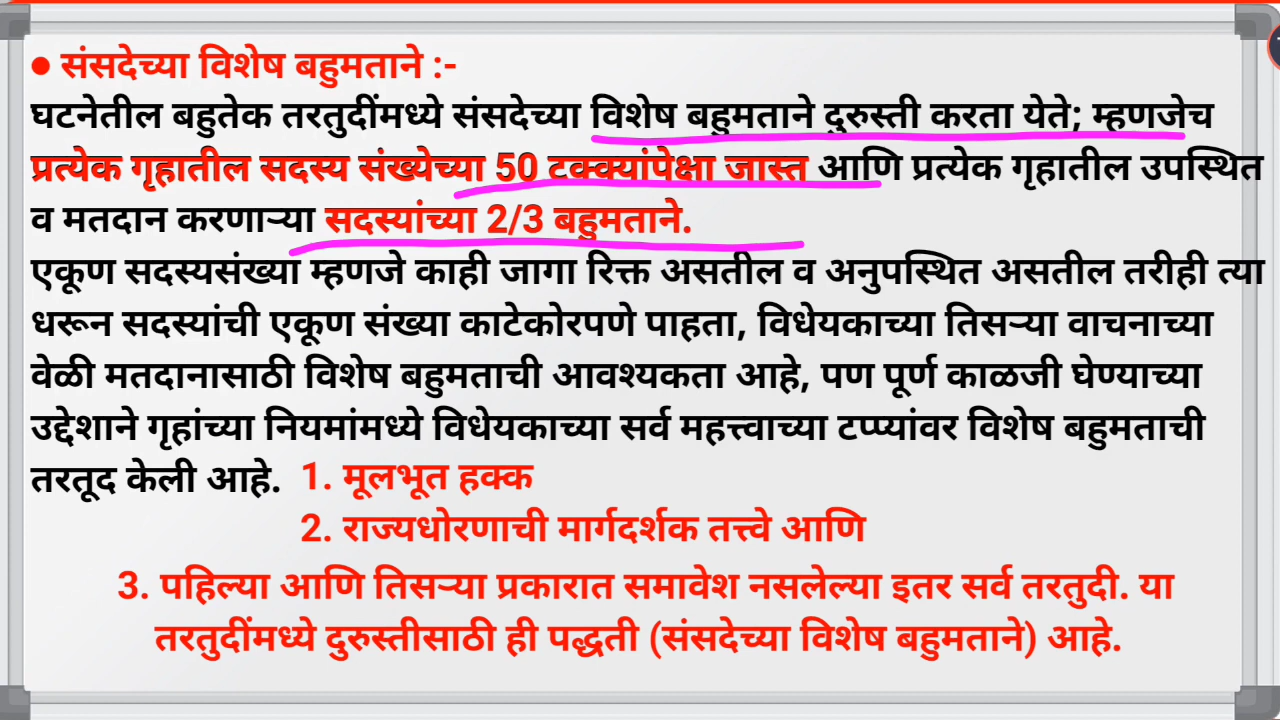 ● संसदेच्या विशेष बहुमताने :-
घटनेतील बहुतेक तरतुदींमध्ये संसदेच्या विशेष बहुमताने दुरुस्ती करता येते; म्हणजेच
प्रत्येक गृहातील सदस्य संख्येच्या 50 टक्क्यांपेक्षा जास्त आणि प्रत्येक गृहातील उपस्थित
व मतदान करणाऱ्या सदस्यांच्या 2/3 बहुमताने.
एकूण सदस्यसंख्या म्हणजे काही जागा रिक्त असतील व अनुपस्थित असतील तरीही त्या
धरून सदस्यांची एकूण संख्या काटेकोरपणे पाहता, विधेयकाच्या तिसऱ्या वाचनाच्या
वेळी मतदानासाठी विशेष बहुमताची आवश्यकता आहे, पण पूर्ण काळजी घेण्याच्या
उद्देशाने गृहांच्या नियमांमध्ये विधेयकाच्या सर्व महत्त्वाच्या टप्प्यांवर विशेष बहुमताची
तरतूद केली आहे. 1. मूलभूत हक्क
2. राज्यधोरणाची मार्गदर्शक तत्त्वे आणि
3. पहिल्या आणि तिसऱ्या प्रकारात समावेश नसलेल्या इतर सर्व तरतुदी. या
तरतुदींमध्ये दुरुस्तीसाठी ही पद्धती (संसदेच्या विशेष बहुमताने) आहे.